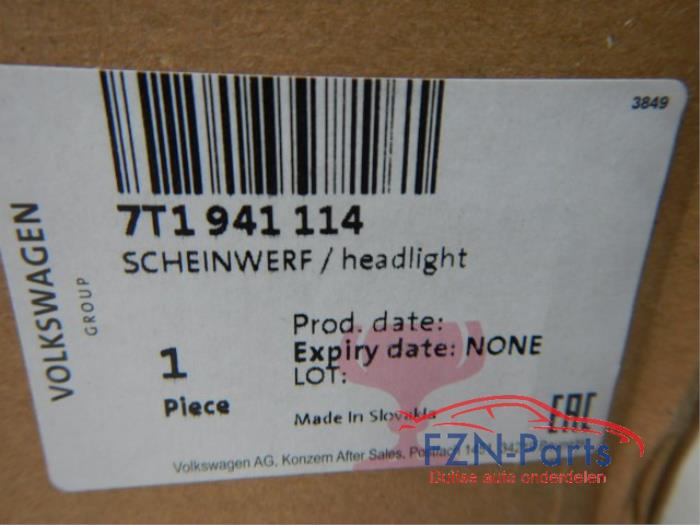 3849
VOLKSWAGEN
GROUP
7T1 941 114
SCHEINWERF / headlight
Prod. date:
Expiry date: NONE
LOT:
1
Piece
Made In Slovakia
EAC
Volkswagen AG, Konzern After Sales, Postfach
FZN-Parts
Duitse auto onderdelen